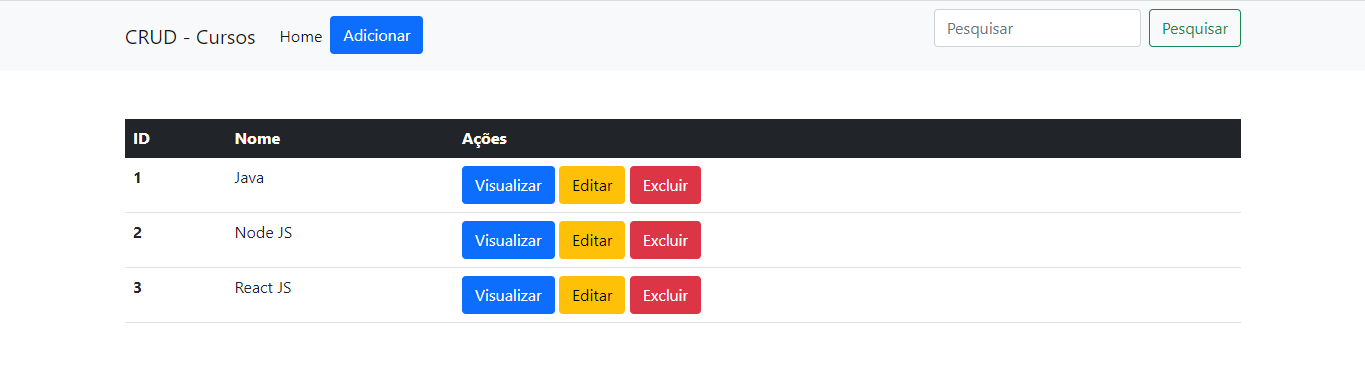 CRUD - Cursos Home Adicionar Pesquisar Pesquisar
ID Nome Ações
1 Java Visualizar Editar Excluir
2 Node JS Visualizar Editar Excluir
3 React JS Visualizar Editar Excluir